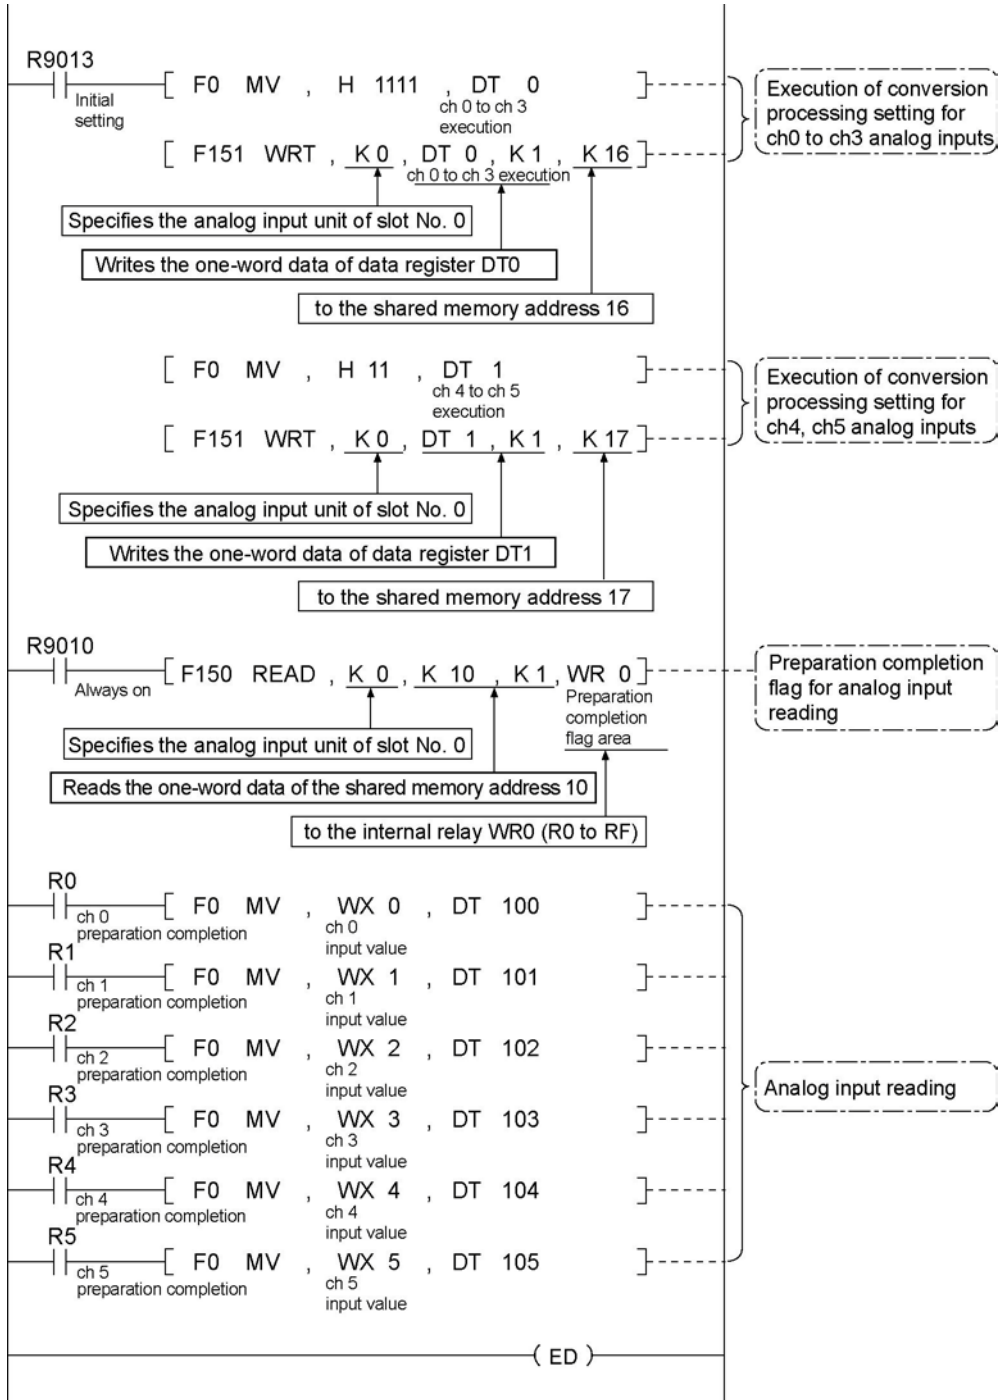 R9013
Initial
setting
[ F0 MV , H 1111 , DT 0 ]
ch 0 to ch 3
execution
Execution of conversion
processing setting for
ch0 to ch3 analog inputs
[ F151 WRT , K 0 , DT 0 , K 1 , K 16 ]
ch 0 to ch 3 execution
Specifies the analog input unit of slot No. 0
Writes the one-word data of data register DT0
to the shared memory address 16
[ F0 MV , H 11 , DT 1 ]
ch 4 to ch 5
execution
Execution of conversion
processing setting for
ch4, ch5 analog inputs
[ F151 WRT , K 0 , DT 1 , K 1 , K 17 ]
Specifies the analog input unit of slot No. 0
Writes the one-word data of data register DT1
to the shared memory address 17
R9010
Always on
[ F150 READ , K 0 , K 10 , K 1 , WR 0 ]
Preparation
completion
flag area
Preparation completion
flag for analog input
reading
Specifies the analog input unit of slot No. 0
Reads the one-word data of the shared memory address 10
to the internal relay WR0 (R0 to RF)
R0
ch 0
preparation completion
[ F0 MV , WX 0 , DT 100 ]
ch 0
input value
R1
ch 1
preparation completion
[ F0 MV , WX 1 , DT 101 ]
ch 1
input value
R2
ch 2
preparation completion
[ F0 MV , WX 2 , DT 102 ]
ch 2
input value
R3
ch 3
preparation completion
[ F0 MV , WX 3 , DT 103 ]
ch 3
input value
Analog input reading
R4
ch 4
preparation completion
[ F0 MV , WX 4 , DT 104 ]
ch 4
input value
R5
ch 5
preparation completion
[ F0 MV , WX 5 , DT 105 ]
ch 5
input value
( ED )